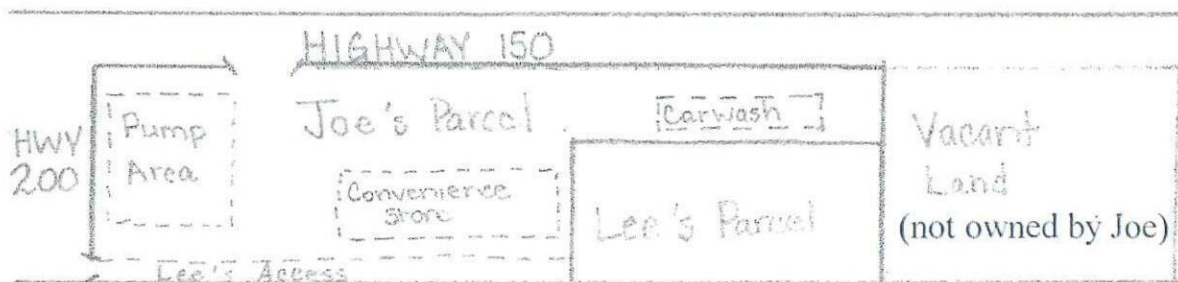 HIGHWAY 150
HWY
200
Pump
Area
Joe's Parcel
Carwash
Convenience
Store
Lee's Parcel
Vacant
Land
(not owned by Joe)
Lee's Access